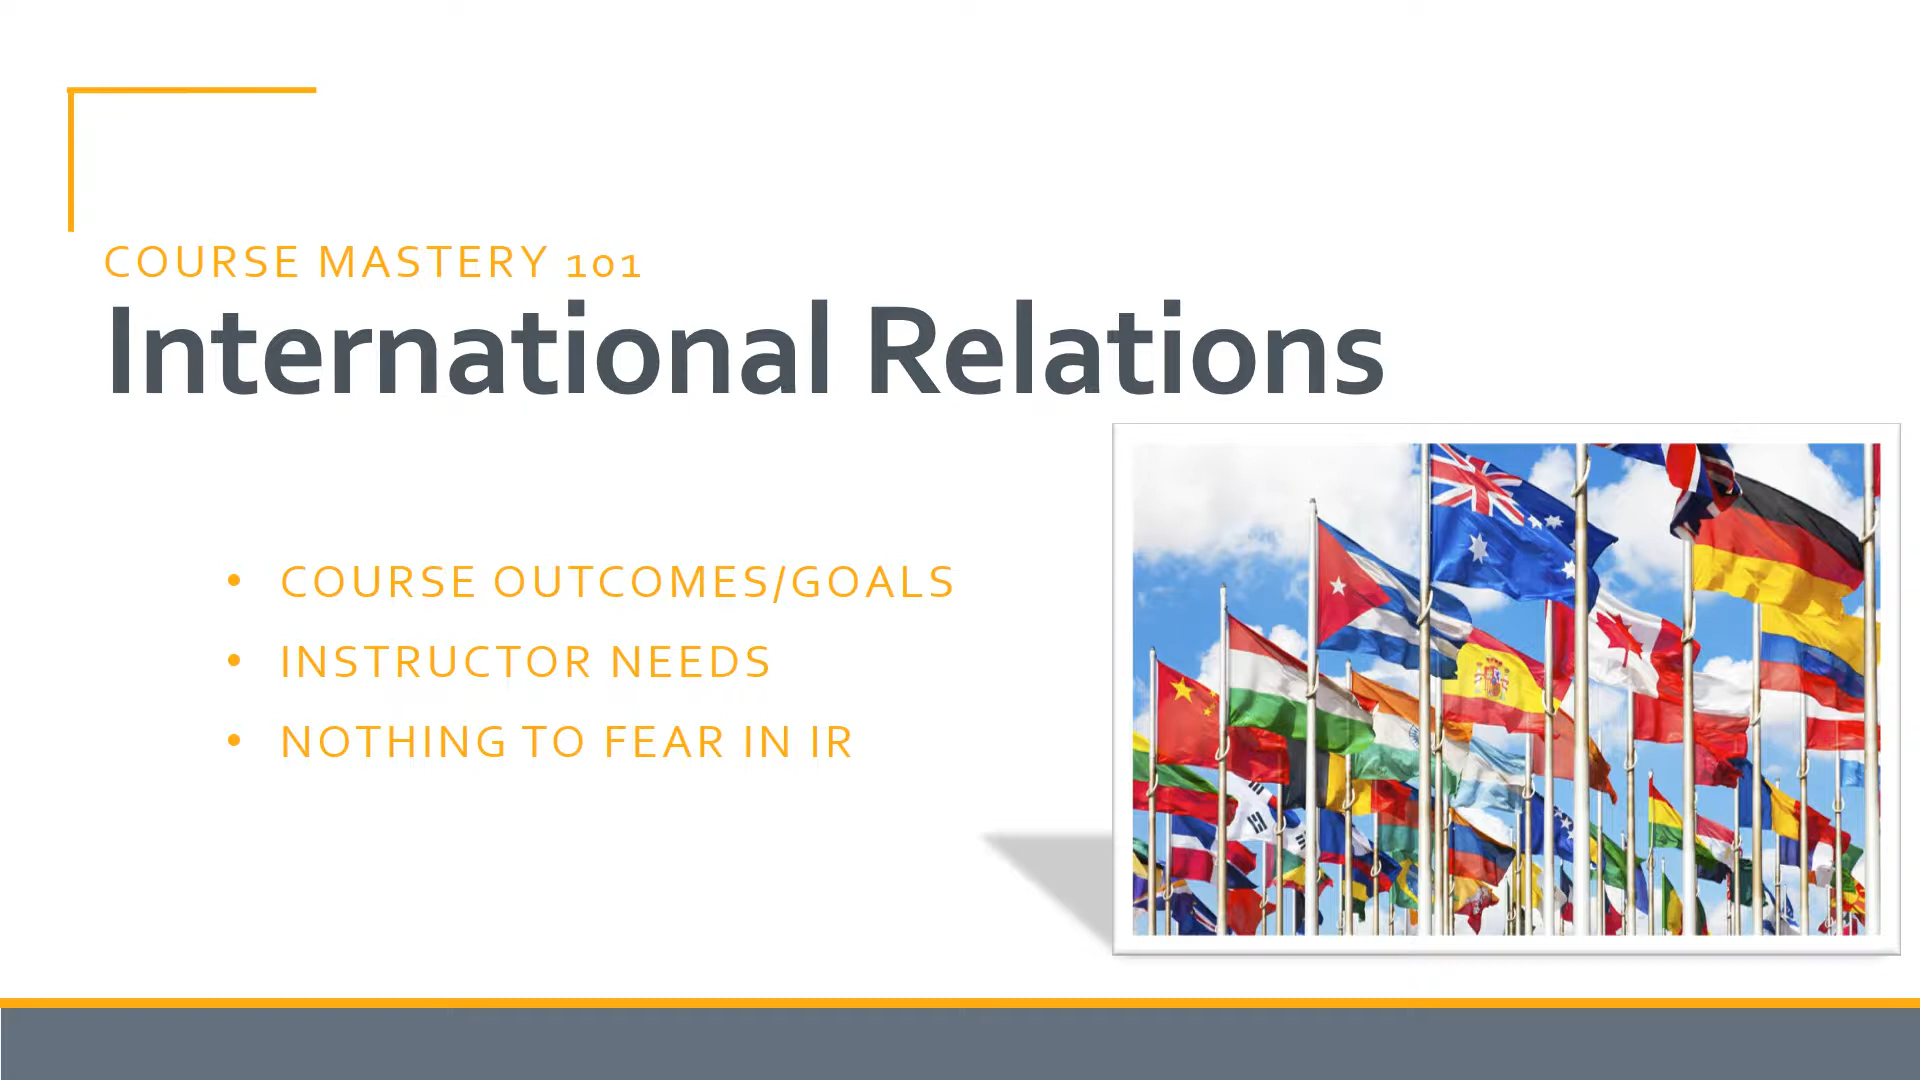 COURSE MASTERY 101
International Relations
• COURSE OUTCOMES/GOALS
• INSTRUCTOR NEEDS
• NOTHING TO FEAR IN IR